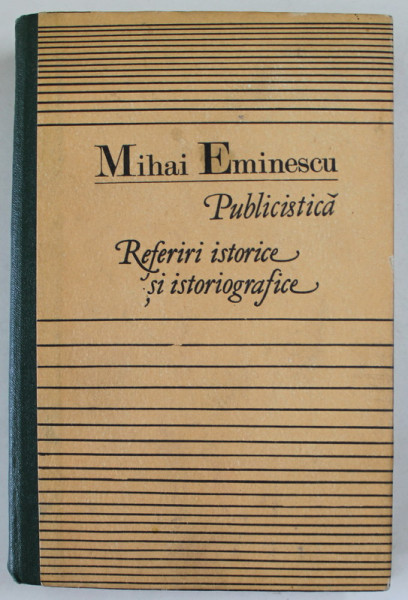 Mihai Eminescu
Publicistică
Referiri istorice
și istoriografice